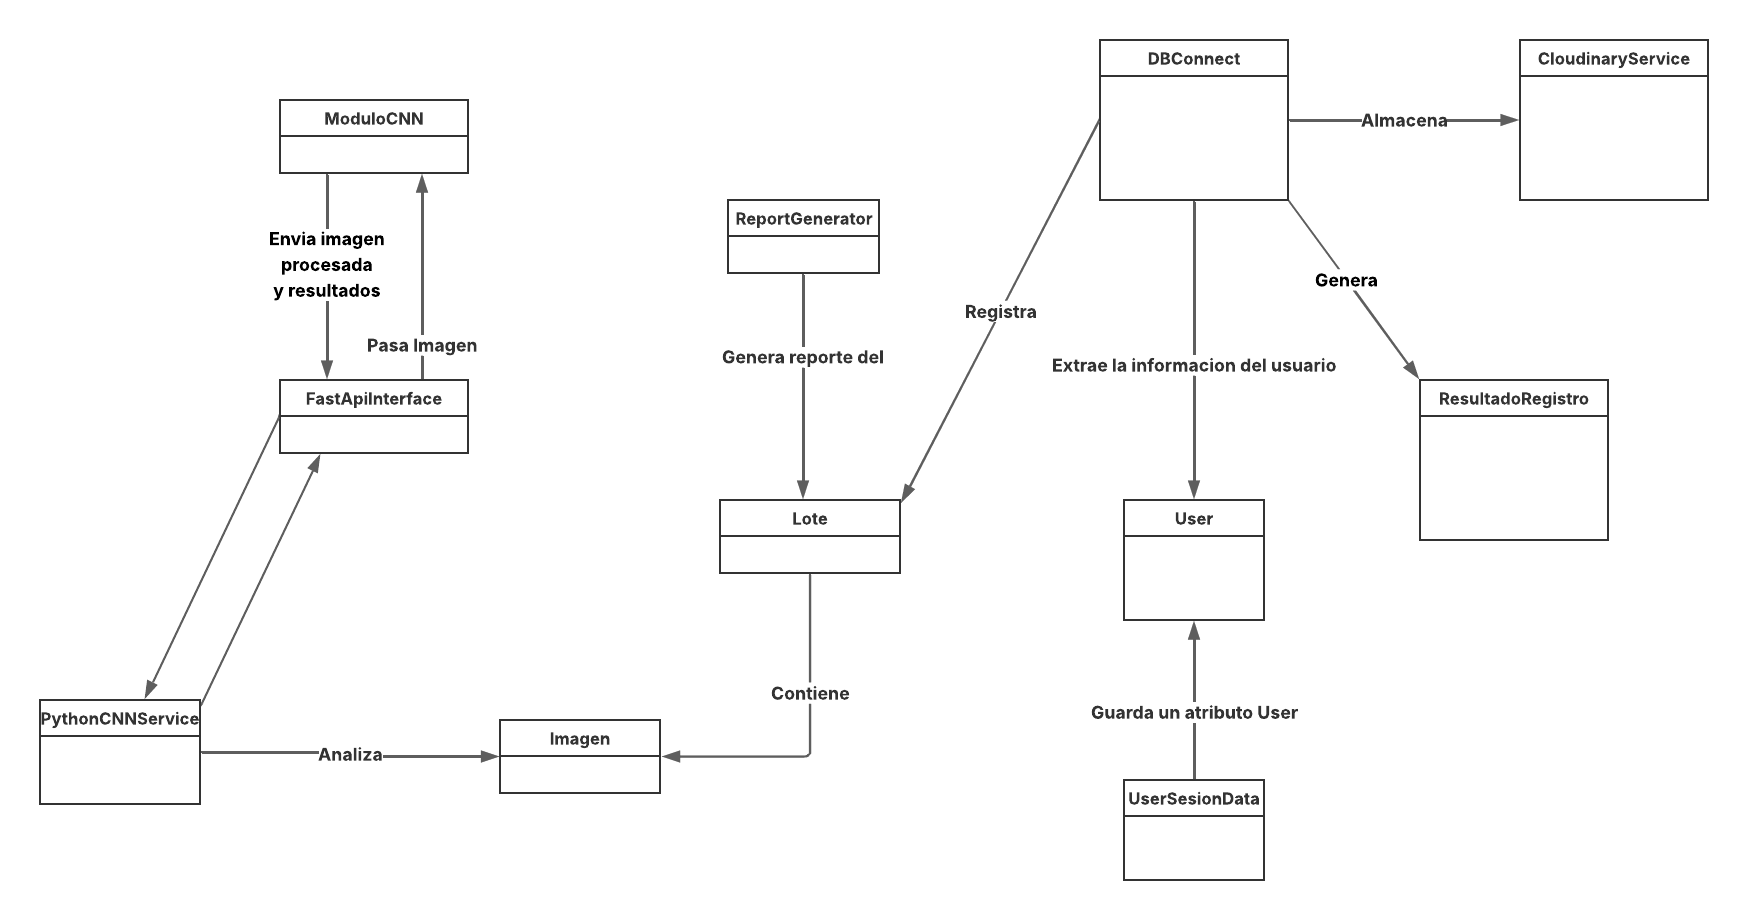 DBConnect
CloudinaryService
ModuloCNN
Almacena
ReportGenerator
Envia imagen
procesada
y resultados
Genera
Registra
Pasa Imagen
Genera reporte del
Extrae la informacion del usuario
FastApiInterface
ResultadoRegistro
Lote
User
Contiene
Guarda un atributo User
PythonCNNService
Analiza
Imagen
UserSesionData